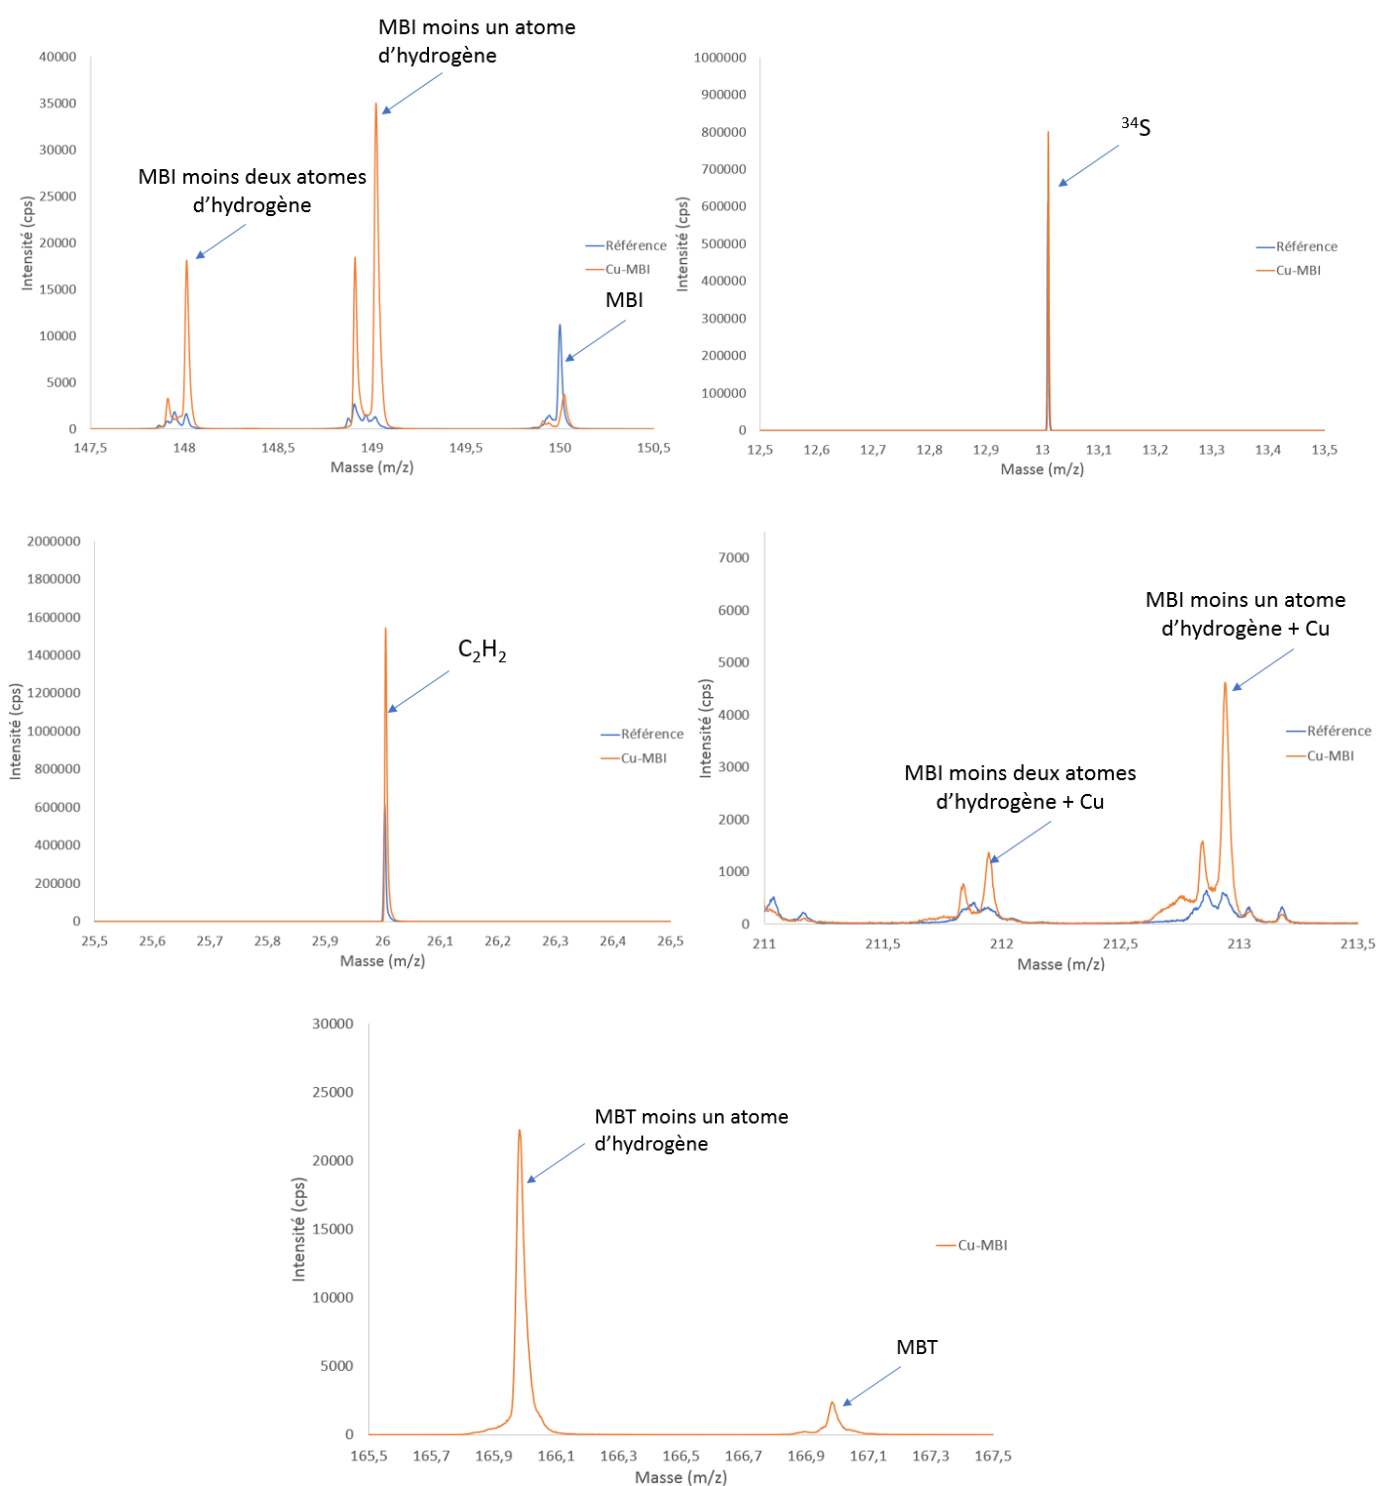 MBI moins un atome
d'hydrogène
40000
35000
30000
25000
20000
15000
10000
5000
0
Intensité (cps)
MBI moins deux atomes
d'hydrogène
Référence
Cu-MBI
MBI
147,5
148
148,5
149
149,5
150
150,5
Masse (m/z)
1000000
900000
800000
700000
600000
500000
400000
300000
200000
100000
0
Intensité (cps)
³⁴S
Référence
Cu-MBI
12,5
12,6
12,7
12,8
12,9
13
13,1
13,2
13,3
13,4
13,5
Masse (m/z)
2000000
1800000
1600000
1400000
1200000
1000000
800000
600000
400000
200000
0
Intensité (cps)
C₂H₂
Référence
Cu-MBI
25,5
25,6
25,7
25,8
25,9
26
26,1
26,2
26,3
26,4
26,5
Masse (m/z)
7000
6000
5000
4000
3000
2000
1000
0
Intensité (cps)
MBI moins un atome
d'hydrogène + Cu
MBI moins deux atomes
d'hydrogène + Cu
Référence
Cu-MBI
211
211,5
212
212,5
213
213,5
Masse (m/z)
30000
25000
20000
15000
10000
5000
0
Intensité (cps)
MBT moins un atome
d'hydrogène
Cu-MBI
MBT
165,5
165,7
165,9
166,1
166,3
166,5
166,7
166,9
167,1
167,3
167,5
Masse (m/z)